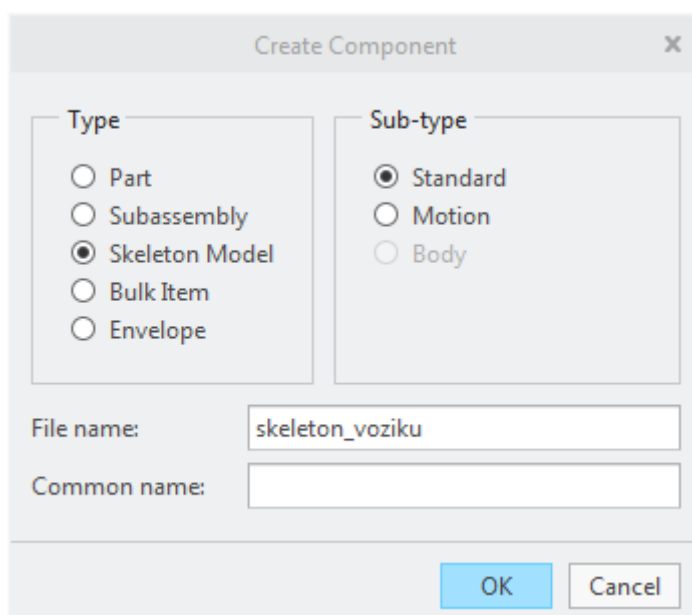 Create Component
Type
Part
Subassembly
Skeleton Model
Bulk Item
Envelope
Sub-type
Standard
Motion
Body
File name: skeleton_voziku
Common name:
OK Cancel